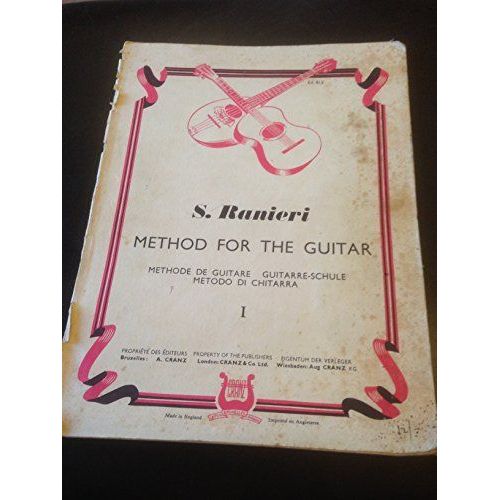 S. Ranieri
METHOD FOR THE GUITAR
METHODE DE GUITARE GUITARRE-SCHULE
METODO DI CHITARRA
I
PROPRIÉTÉ DES ÉDITEURS PROPERTY OF THE PUBLISHERS EIGENTUM DER VERLEGER
Bruxelles: A. CRANZ London: CRANZ & Co. Ltd. Wiesbaden: Aug CRANZ KG
CRANZ
Made in England Imprimé en Angleterre